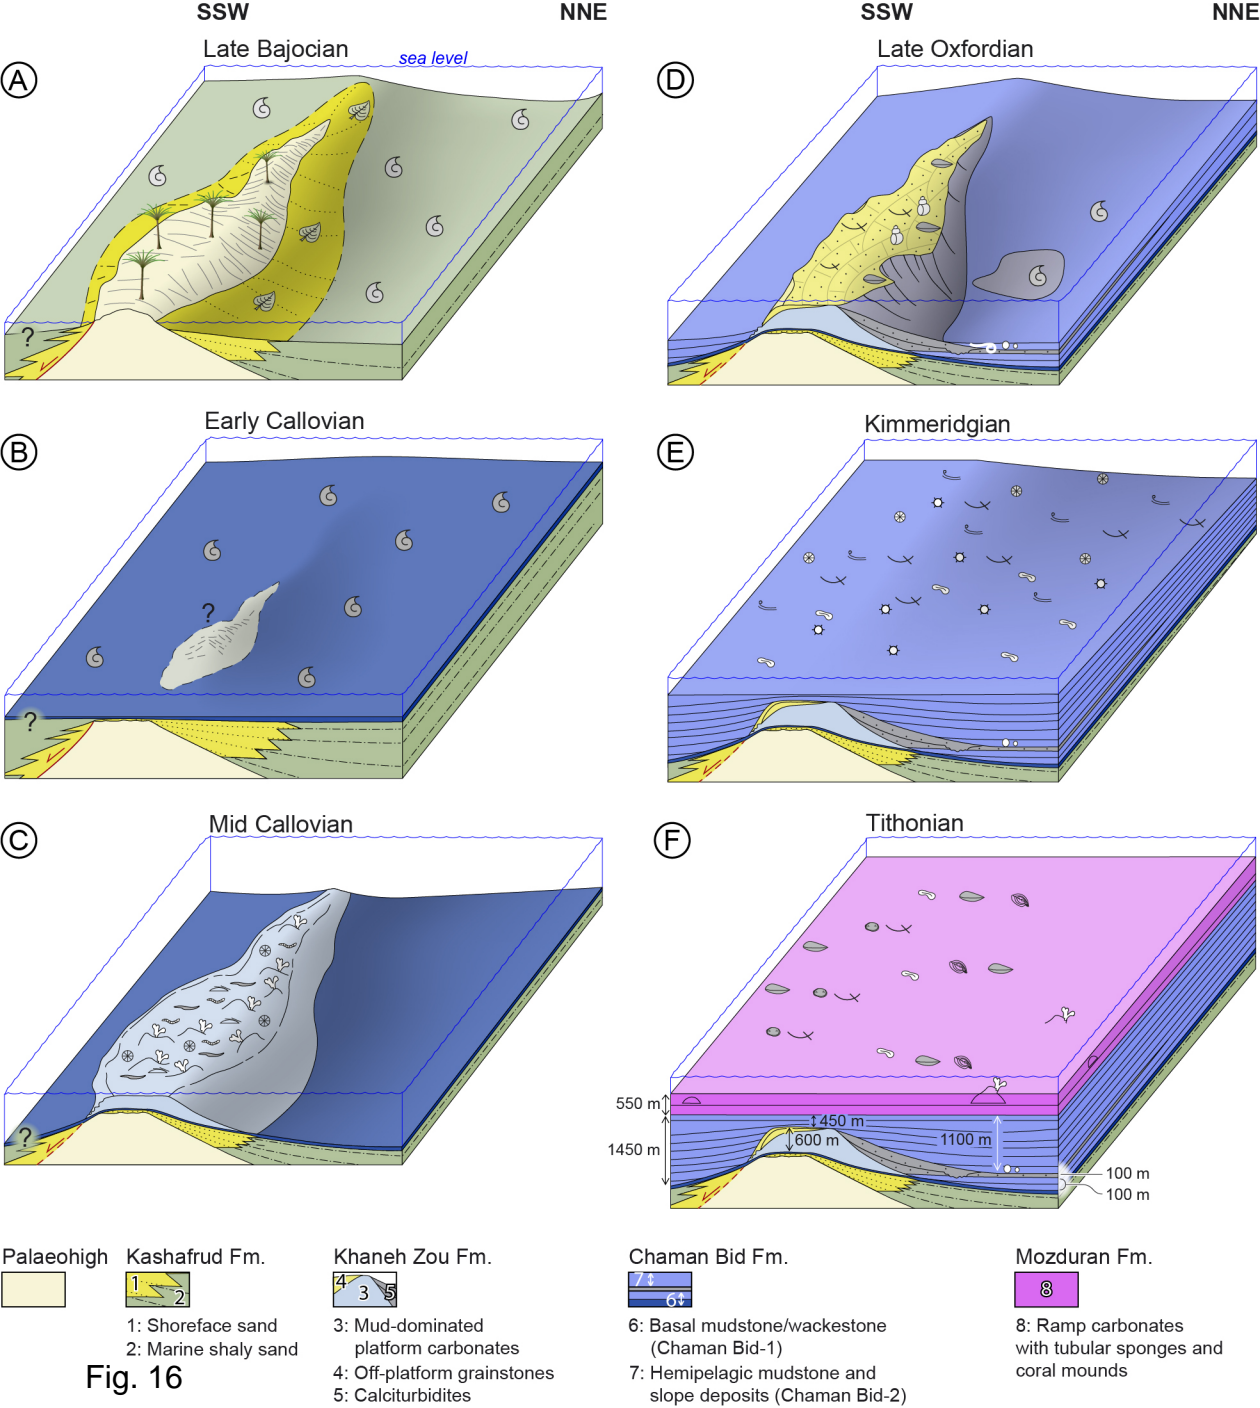 SSW NNE SSW NNE
Late Bajocian
sea level
Late Oxfordian
A
D
?
Early Callovian
Kimmeridgian
B
E
?
?
Mid Callovian
Tithonian
C
F
?
550 m
450 m
600 m
1100 m
1450 m
100 m
100 m
Palaeohigh
Kashafrud Fm.
1
2
1: Shoreface sand
2: Marine shaly sand
Khaneh Zou Fm.
4
3
5
3: Mud-dominated
platform carbonates
4: Off-platform grainstones
5: Calciturbidites
Chaman Bid Fm.
7
6
6: Basal mudstone/wackestone
(Chaman Bid-1)
7: Hemipelagic mudstone and
slope deposits (Chaman Bid-2)
Mozduran Fm.
8
8: Ramp carbonates
with tubular sponges and
coral mounds
Fig. 16